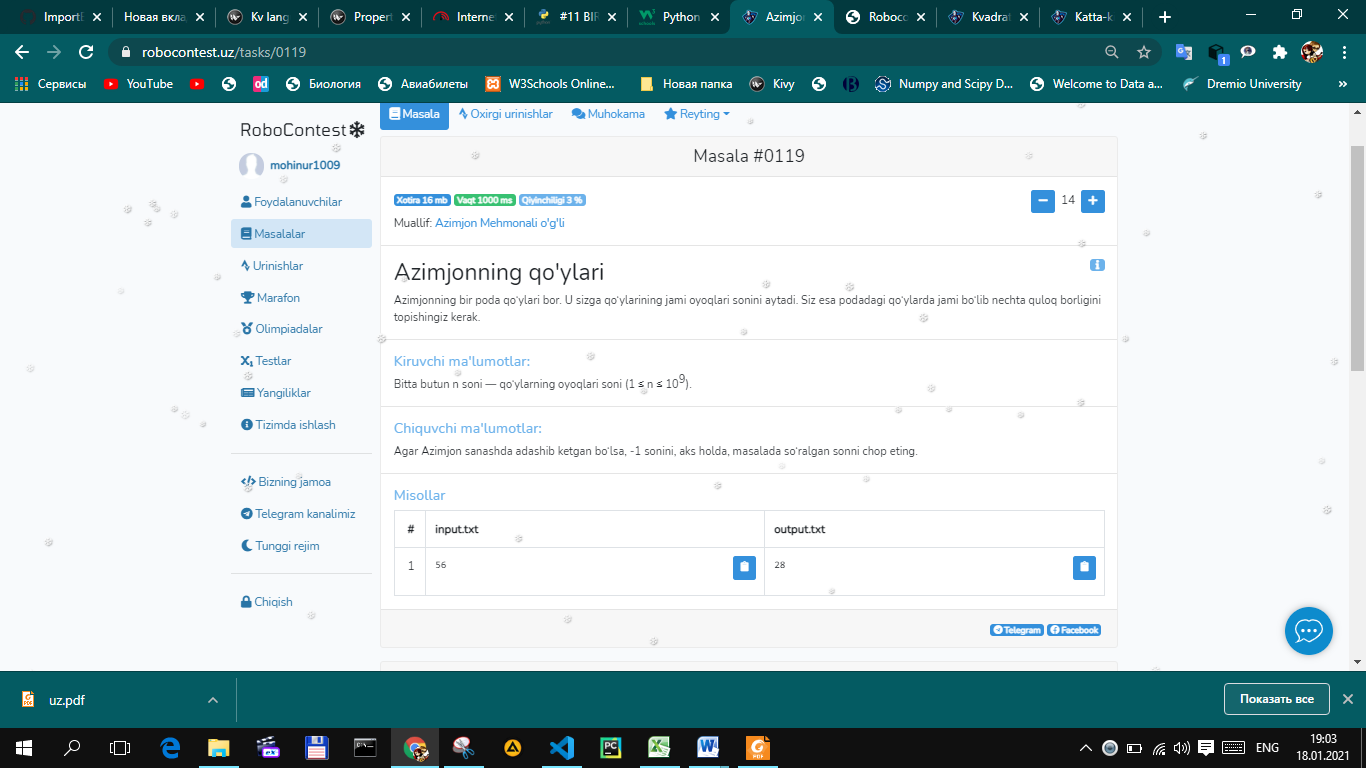 ImportE
Новая вкла
Kv lang
Propert
Interne
#11 BIR
Python
Azimjo
Roboco
Kvadrat
Katta-k
robocontest.uz/tasks/0119
Сервисы
YouTube
Биология
Авиабилеты
W3Schools Online...
Новая папка
Kivy
Numpy and Scipy D...
Welcome to Data a...
Dremio University
»
RoboContest
mohinur1009
Foydalanuvchilar
Masalalar
Urinishlar
Marafon
Olimpiadalar
Testlar
Yangiliklar
Tizimda ishlash
Bizning jamoa
Telegram kanalimiz
Tunggi rejim
Chiqish
Masala
Oxirgi urinishlar
Muhokama
Reyting
Masala #0119
Xotira 16 mb Vaqt 1000 ms Qiyinchiligi 3 %
14
Muallif: Azimjon Mehmonali o'g'li
Azimjonning qo'ylari
Azimjonning bir poda qo'ylari bor. U sizga qo'ylarining jami oyoqlari sonini aytadi. Siz esa podadagi qo'ylarda jami bo'lib nechta quloq borligini
topishingiz kerak.
Kiruvchi ma'lumotlar:
Bitta butun n soni — qo'ylarning oyoqlari soni (1 ≤ n ≤ 10⁹).
Chiquvchi ma'lumotlar:
Agar Azimjon sanashda adashib ketgan bo'lsa, -1 sonini, aks holda, masalada so'ralgan sonni chop eting.
Misollar
# input.txt output.txt
1 56 28
Telegram Facebook
uz.pdf
Показать все
ENG
19:03
18.01.2021